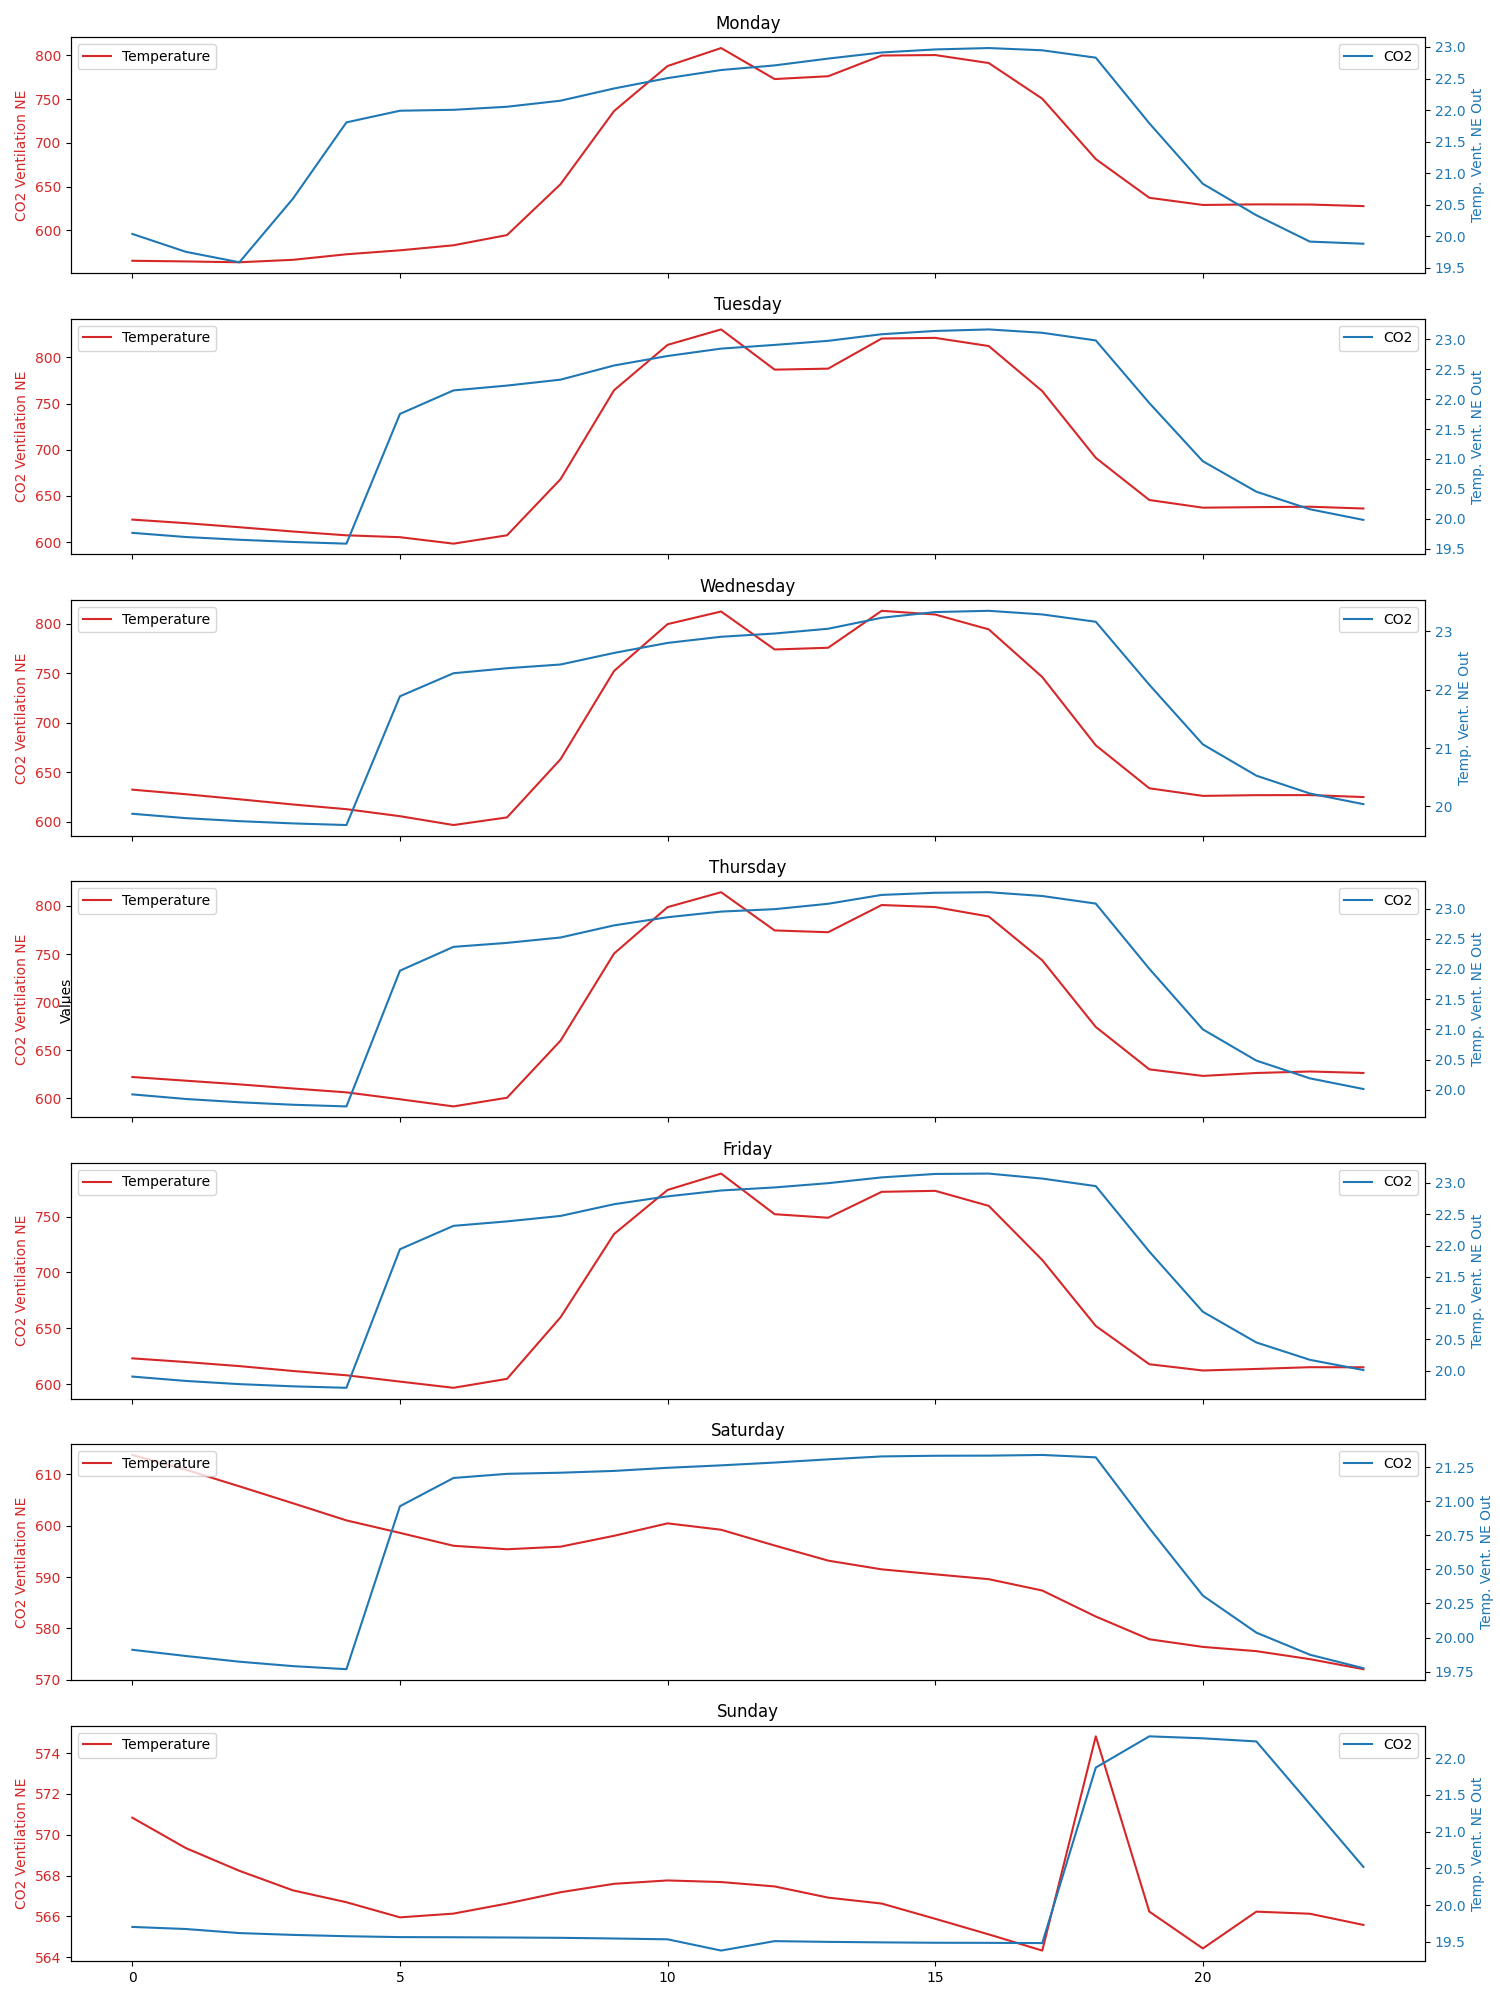 Monday
Temperature
CO2
CO2 Ventilation NE
800
750
700
650
600
23.0
22.5
22.0
21.5
21.0
20.5
20.0
19.5
Temp. Vent. NE Out
Tuesday
Temperature
CO2
CO2 Ventilation NE
800
750
700
650
600
23.0
22.5
22.0
21.5
21.0
20.5
20.0
19.5
Temp. Vent. NE Out
Wednesday
Temperature
CO2
CO2 Ventilation NE
800
750
700
650
600
23
22
21
20
Temp. Vent. NE Out
Thursday
Temperature
CO2
CO2 Ventilation NE
Values
800
750
700
650
600
23.0
22.5
22.0
21.5
21.0
20.5
20.0
Temp. Vent. NE Out
Friday
Temperature
CO2
CO2 Ventilation NE
750
700
650
600
23.0
22.5
22.0
21.5
21.0
20.5
20.0
Temp. Vent. NE Out
Saturday
Temperature
CO2
CO2 Ventilation NE
610
600
590
580
570
21.25
21.00
20.75
20.50
20.25
20.00
19.75
Temp. Vent. NE Out
Sunday
Temperature
CO2
CO2 Ventilation NE
574
572
570
568
566
564
22.0
21.5
21.0
20.5
20.0
19.5
Temp. Vent. NE Out
0 5 10 15 20